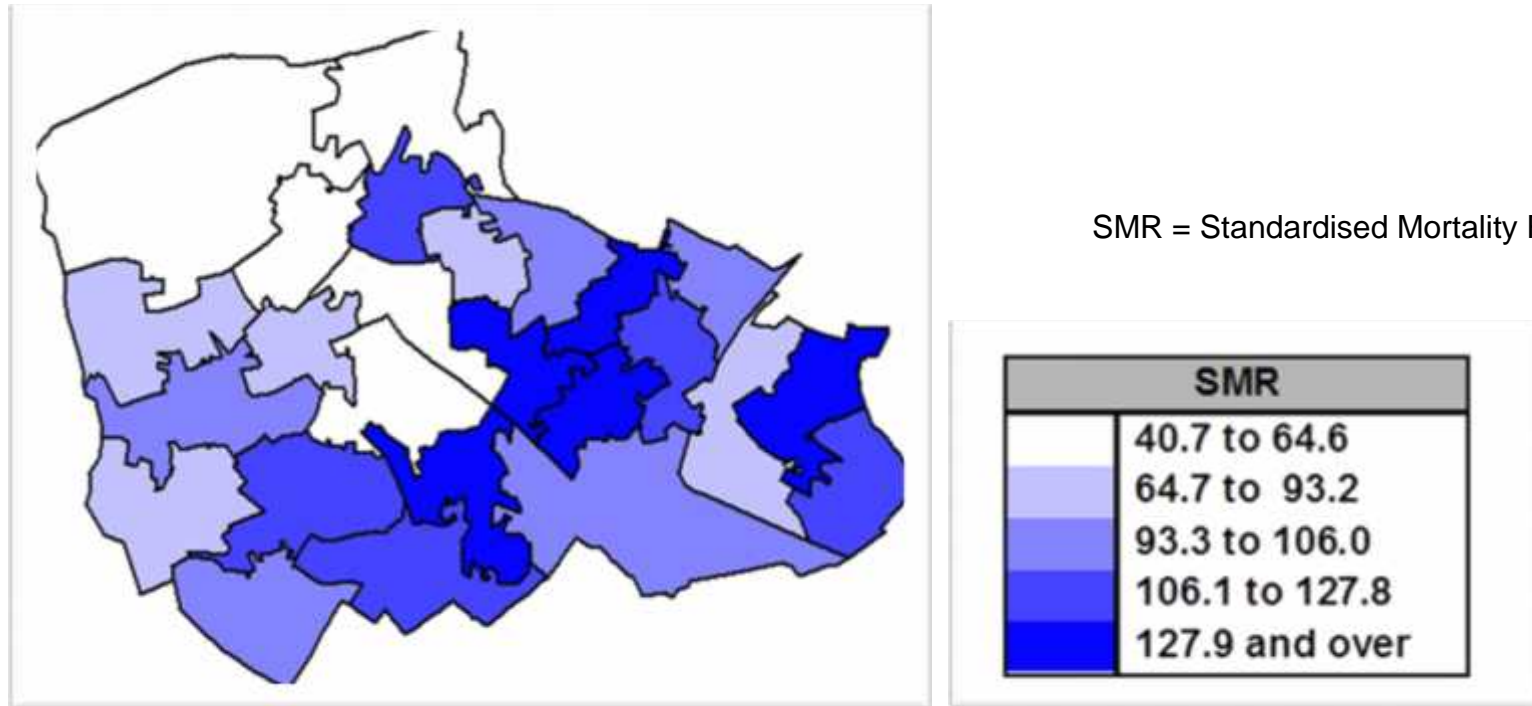 SMR = Standardised Mortality
SMR
40.7 to 64.6
64.7 to 93.2
93.3 to 106.0
106.1 to 127.8
127.9 and over